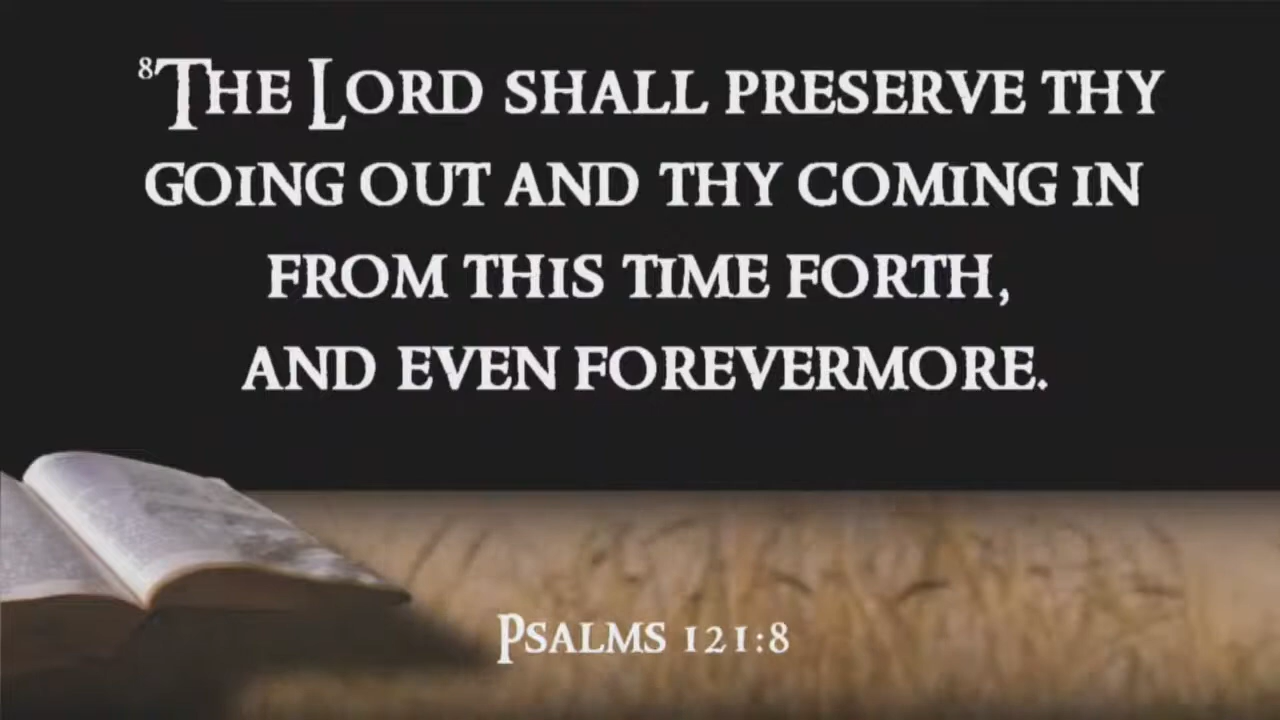 ⁸The Lord shall preserve thy
going out and thy coming in
from this time forth,
and even forevermore.
Psalms 121:8